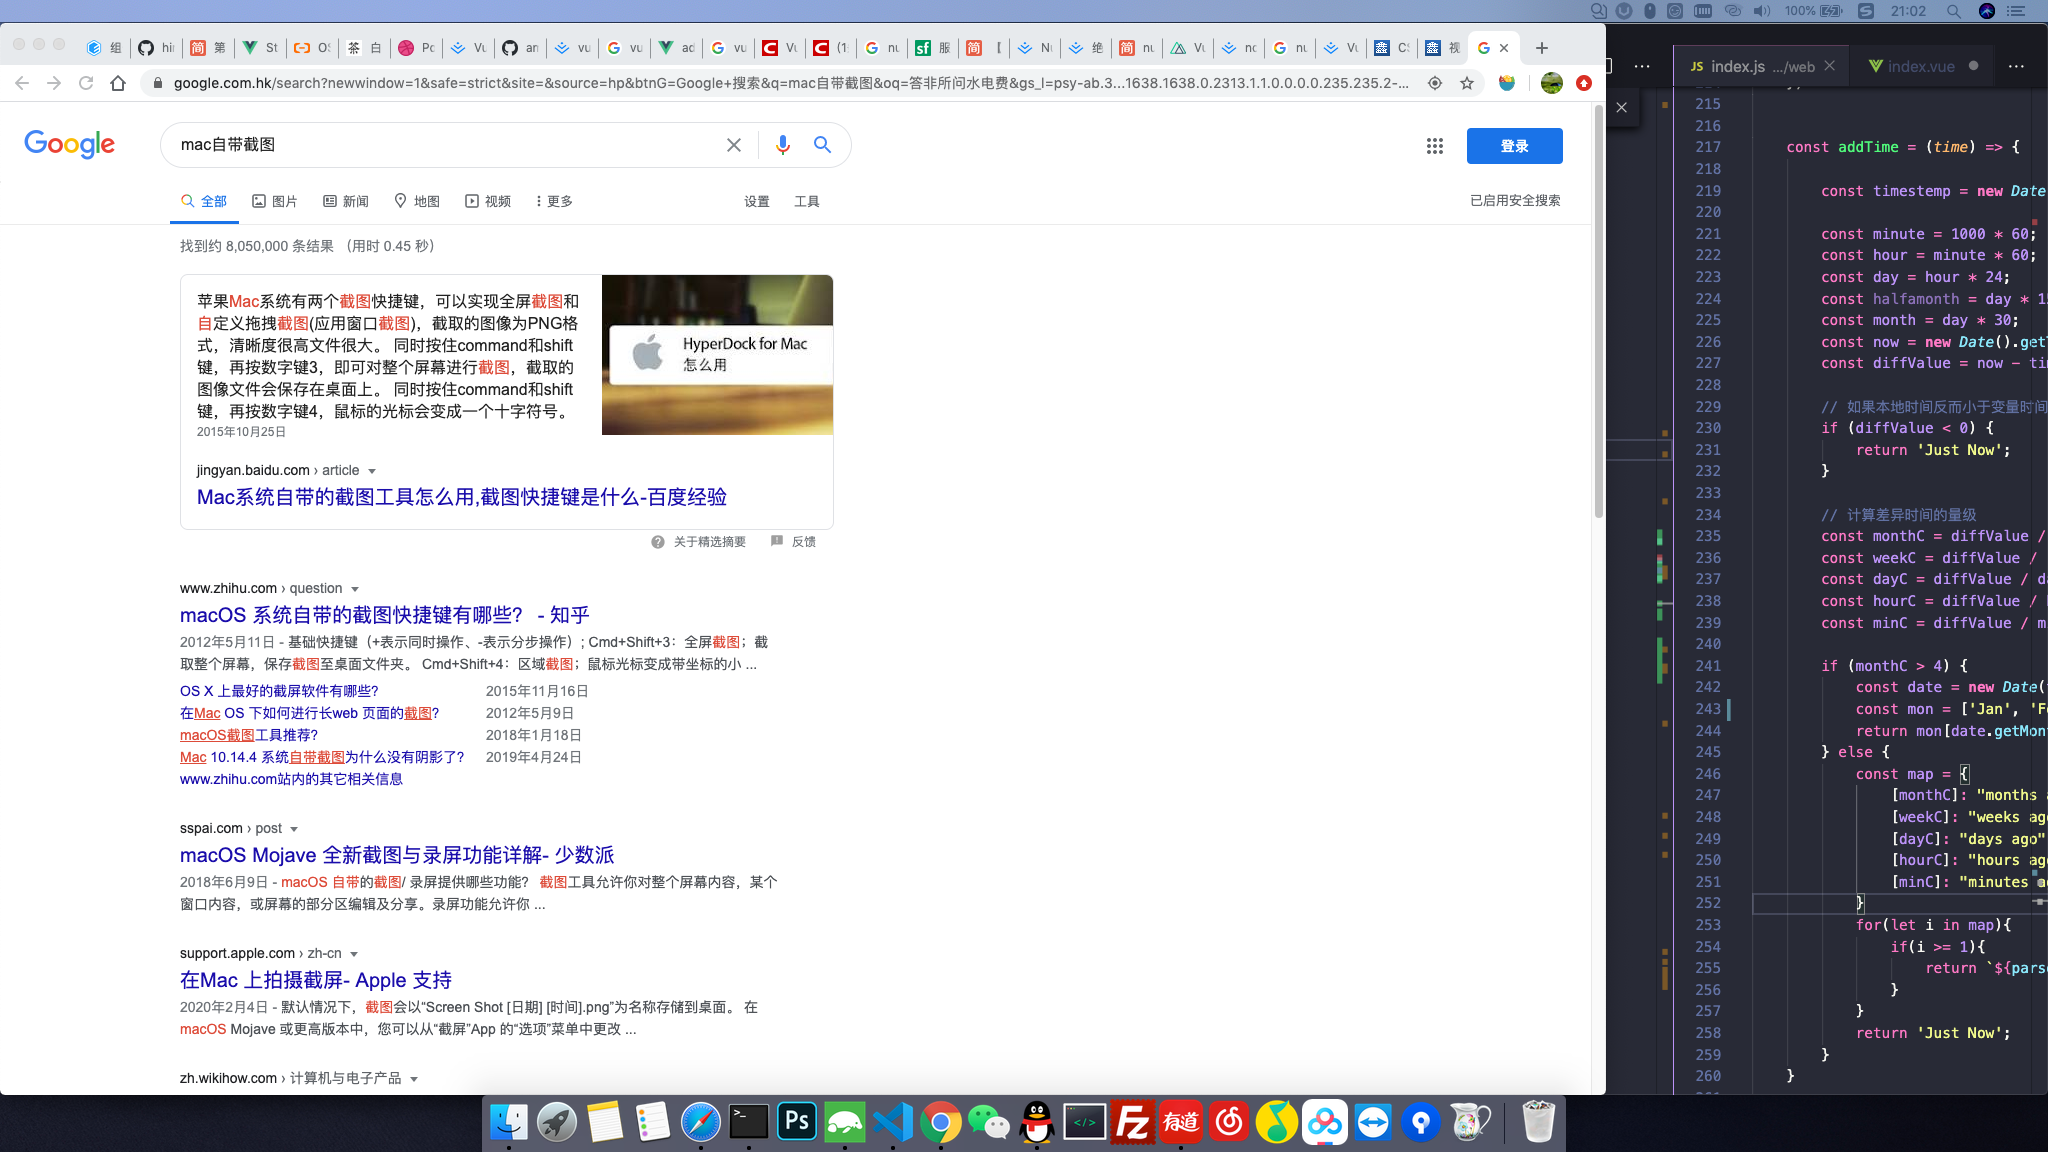 100%
21:02
组
hir
简 第
St
OS
茶 白
Pc
Vu
an
vu
vu
ad
vu
C Vu
C (1
nu
sf 服
简 【
Nu
绝
简 nu
Vu
nc
nu
Vu
鑫 CS
鑫 视
google.com.hk/search?newwindow=1&safe=strict&site=&source=hp&btnG=Google+搜索&q=mac自带截图&oq=答非所问水电费&gs_l=psy-ab.3...1638.1638.0.2313.1.1.0.0.0.0.235.235.2-...
Google
mac自带截图
登录
全部 图片 新闻 地图 视频 更多 设置 工具
已启用安全搜索
找到约 8,050,000 条结果 （用时 0.45 秒）
苹果Mac系统有两个截图快捷键，可以实现全屏截图和
自定义拖拽截图(应用窗口截图)，截取的图像为PNG格
式，清晰度很高文件很大。 同时按住command和shift
键，再按数字键3，即可对整个屏幕进行截图，截取的
图像文件会保存在桌面上。 同时按住command和shift
键，再按数字键4，鼠标的光标会变成一个十字符号。
2015年10月25日
HyperDock for Mac
怎么用
jingyan.baidu.com › article
Mac系统自带的截图工具怎么用,截图快捷键是什么-百度经验
关于精选摘要 反馈
www.zhihu.com › question
macOS 系统自带的截图快捷键有哪些？ - 知乎
2012年5月11日 - 基础快捷键（+表示同时操作、-表示分步操作）; Cmd+Shift+3：全屏截图；截
取整个屏幕，保存截图至桌面文件夹。 Cmd+Shift+4：区域截图；鼠标光标变成带坐标的小 ...
OS X 上最好的截屏软件有哪些? 2015年11月16日
在Mac OS 下如何进行长web 页面的截图? 2012年5月9日
macOS截图工具推荐? 2018年1月18日
Mac 10.14.4 系统自带截图为什么没有阴影了? 2019年4月24日
www.zhihu.com站内的其它相关信息
sspai.com › post
macOS Mojave 全新截图与录屏功能详解- 少数派
2018年6月9日 - macOS 自带的截图/ 录屏提供哪些功能？ 截图工具允许你对整个屏幕内容，某个
窗口内容，或屏幕的部分区编辑及分享。录屏功能允许你 ...
support.apple.com › zh-cn
在Mac 上拍摄截屏- Apple 支持
2020年2月4日 - 默认情况下，截图会以“Screen Shot [日期] [时间].png”为名称存储到桌面。 在
macOS Mojave 或更高版本中，您可以从“截屏”App 的“选项”菜单中更改 ...
zh.wikihow.com › 计算机与电子产品
JS index.js .../web
index.vue
215
216
217 const addTime = (time) => {
218
219 const timestemp = new Date
220
221 const minute = 1000 * 60;
222 const hour = minute * 60;
223 const day = hour * 24;
224 const halfamonth = day * 1
225 const month = day * 30;
226 const now = new Date().get
227 const diffValue = now - ti
228
229 // 如果本地时间反而小于变量时间
230 if (diffValue < 0) {
231 return 'Just Now';
232 }
233
234 // 计算差异时间的量级
235 const monthC = diffValue /
236 const weekC = diffValue /
237 const dayC = diffValue / d
238 const hourC = diffValue /
239 const minC = diffValue / m
240
241 if (monthC > 4) {
242 const date = new Date(
243 const mon = ['Jan', 'F
244 return mon[date.getMon
245 } else {
246 const map = {
247 [monthC]: "months
248 [weekC]: "weeks ago
249 [dayC]: "days ago"
250 [hourC]: "hours ag
251 [minC]: "minutes
252 }
253 for(let i in map){
254 if(i >= 1){
255 return `${pars
256 }
257 }
258 return 'Just Now';
259 }
260 }
Ps
有道